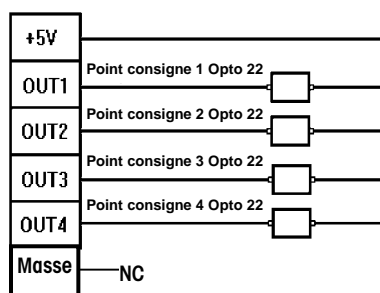 +5V
OUT1 Point consigne 1 Opto 22
OUT2 Point consigne 2 Opto 22
OUT3 Point consigne 3 Opto 22
OUT4 Point consigne 4 Opto 22
Masse NC